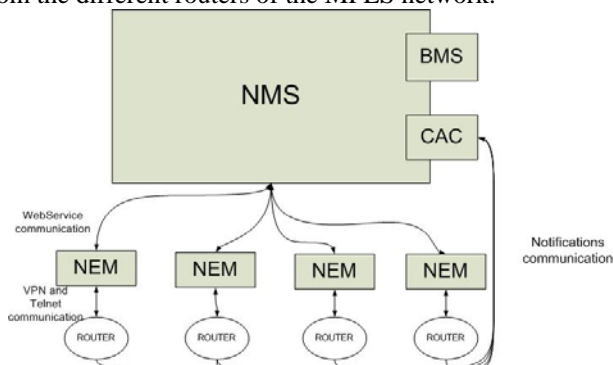 om the different routers of the MPLS network.
BMS
NMS
CAC
WebService
communication
Notifications
communication
NEM
NEM
NEM
NEM
VPN and
Telnet
communication
ROUTER
ROUTER
ROUTER
ROUTER